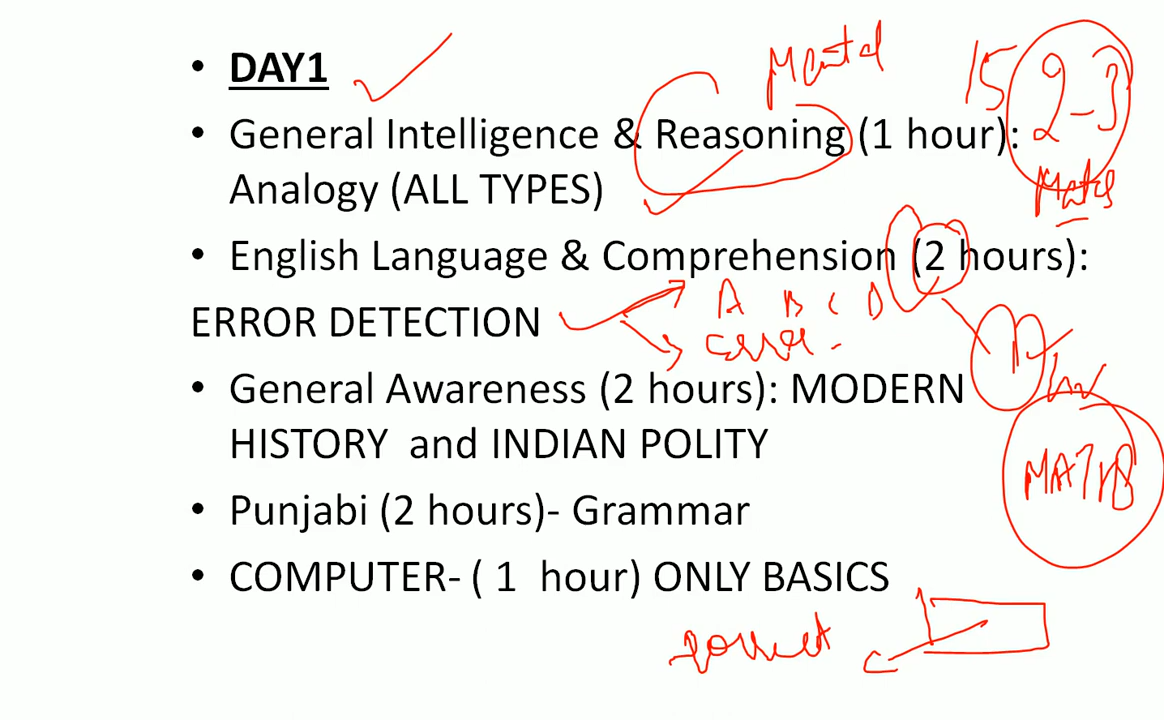 • DAY1
Mental
15 2-3
• General Intelligence & Reasoning (1 hour):
Analogy (ALL TYPES)
Maths
• English Language & Comprehension (2 hours):
A B C D
ERROR DETECTION
Error -
• General Awareness (2 hours): MODERN
HISTORY and INDIAN POLITY
MATHS
• Punjabi (2 hours)- Grammar
• COMPUTER- ( 1 hour) ONLY BASICS